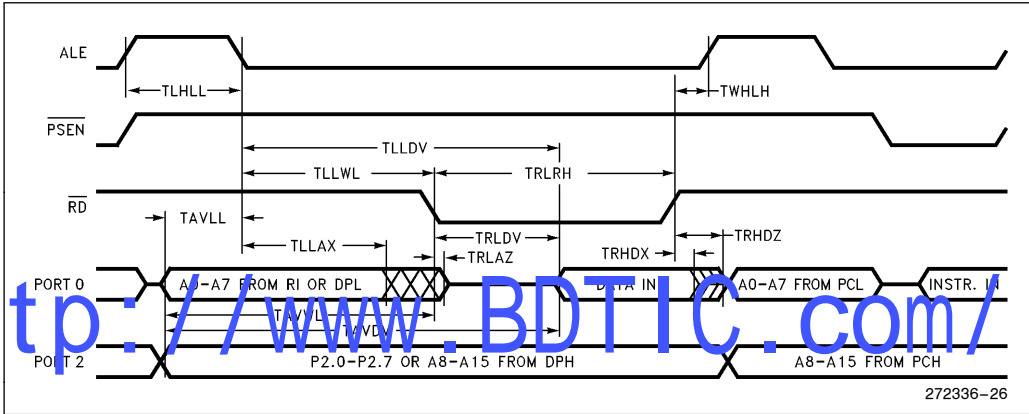 ALE
TLHLL
TWHLH
PSEN
TLLDV
TLLWL
TRLRH
RD
TAVLL
TLLAX
TRLDV
TRLAZ
TRHDX
TRHDZ
PORT 0
A0-A7 FROM RI OR DPL
DATA IN
A0-A7 FROM PCL
INSTR. IN
TAVWL
TAVDV
tp://www.BDTIC.com/
PORT 2
P2.0-P2.7 OR A8-A15 FROM DPH
A8-A15 FROM PCH
272336-26